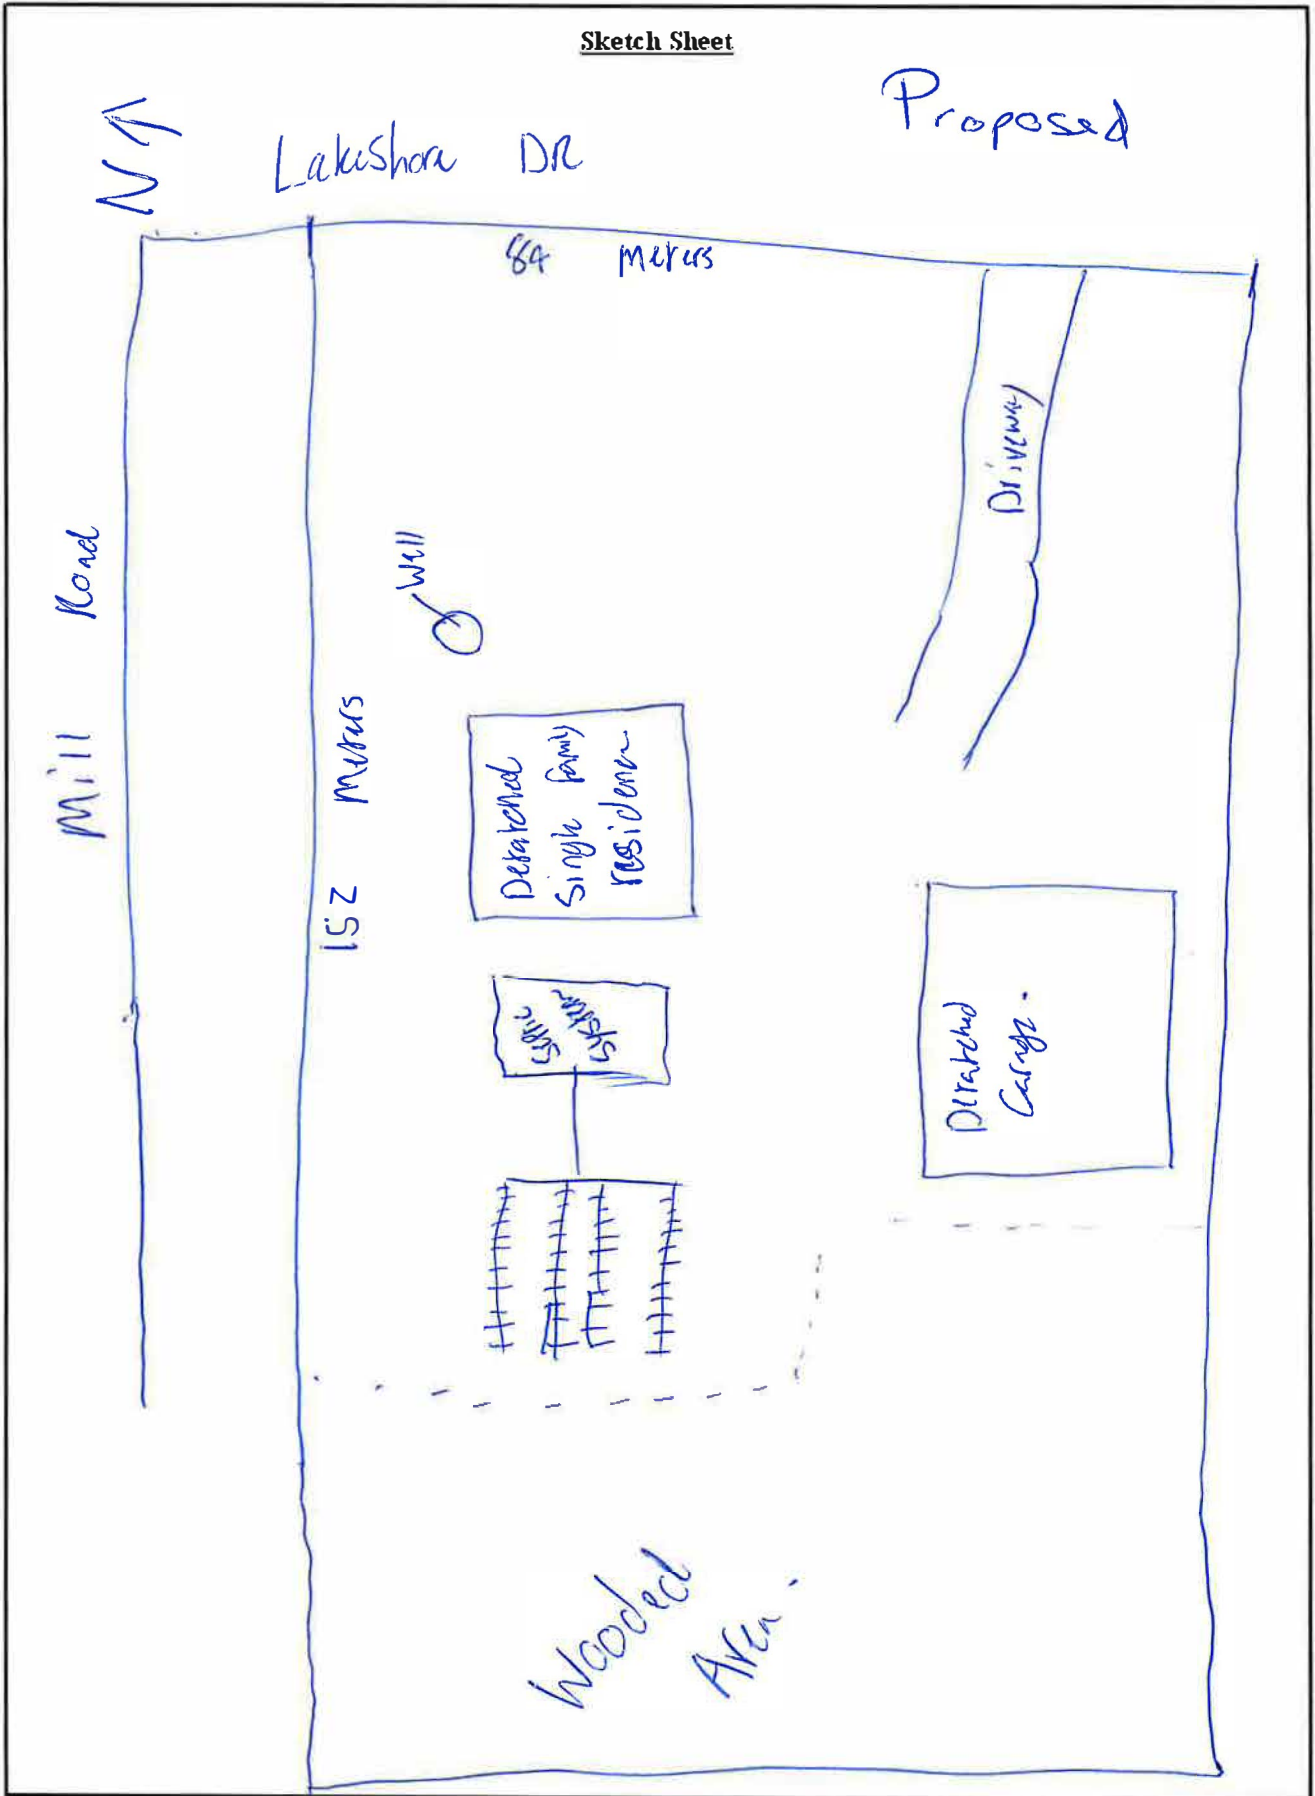 Sketch Sheet
Proposed
N
Lakeshore DR
84 meters
Driveway
Mill Road
Well
152 Meters
Detached
Single family
residence
Septic
System
Detached
Garage.
Wooded
Area.